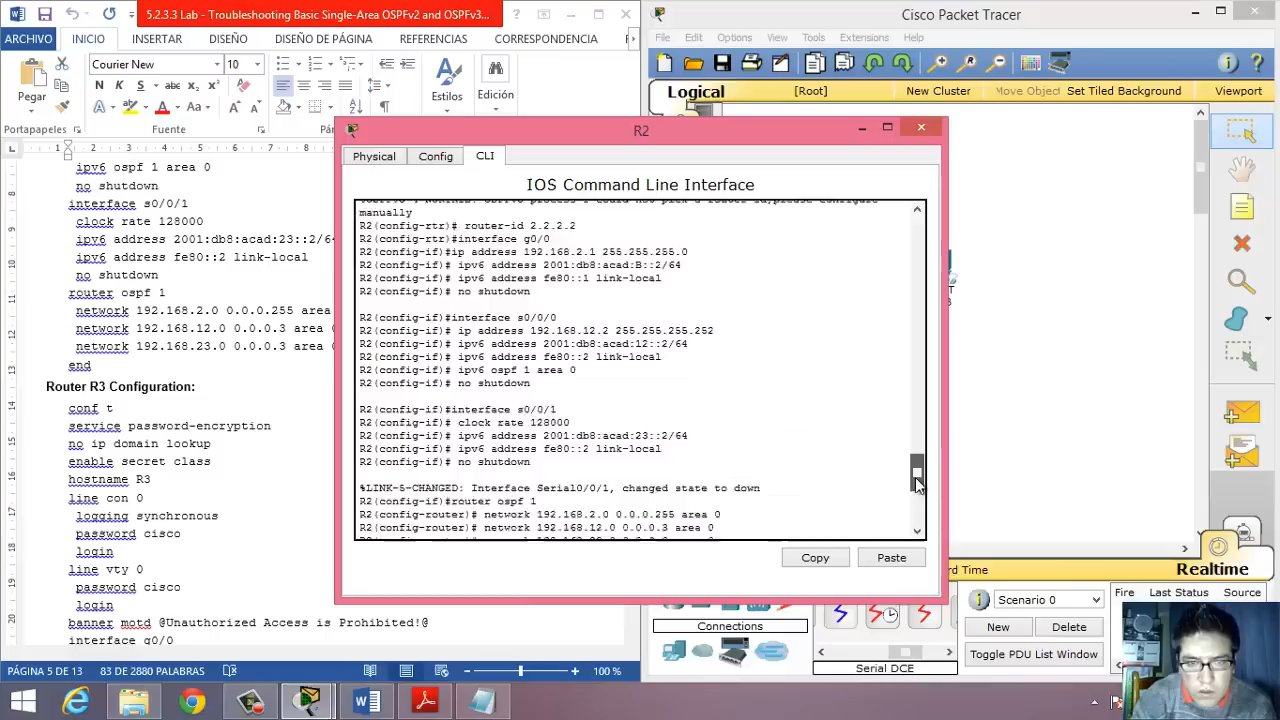 5.2.3.3 Lab - Troubleshooting Basic Single-Area OSPFv2 and OSPFv3...
ARCHIVO INICIO INSERTAR DISEÑO DISEÑO DE PÁGINA REFERENCIAS CORRESPONDENCIA
Courier New 10
Pegar
N K S abc x₂ x²
Estilos Edición
Portapapeles Fuente
ipv6 ospf 1 area 0
no shutdown
interface s0/0/1
clock rate 128000
ipv6 address 2001:db8:acad:23::2/64
ipv6 address fe80::2 link-local
no shutdown
router ospf 1
network 192.168.2.0 0.0.0.255 area
network 192.168.12.0 0.0.0.3 area 0
network 192.168.23.0 0.0.0.3 area 0
end
Router R3 Configuration:
conf t
service password-encryption
no ip domain lookup
enable secret class
hostname R3
line con 0
logging synchronous
password cisco
login
line vty 0
password cisco
login
banner motd @Unauthorized Access is Prohibited!@
interface g0/0
PÁGINA 5 DE 13 83 DE 2880 PALABRAS 100 %
Cisco Packet Tracer
File Edit Options View Tools Extensions Help
Logical [Root] New Cluster Move Object Set Tiled Background Viewport
R2
Physical Config CLI
IOS Command Line Interface
manually
R2(config-rtr)# router-id 2.2.2.2
R2(config-rtr)#interface g0/0
R2(config-if)#ip address 192.168.2.1 255.255.255.0
R2(config-if)# ipv6 address 2001:db8:acad:B::2/64
R2(config-if)# ipv6 address fe80::1 link-local
R2(config-if)# no shutdown
R2(config-if)#interface s0/0/0
R2(config-if)# ip address 192.168.12.2 255.255.255.252
R2(config-if)# ipv6 address 2001:db8:acad:12::2/64
R2(config-if)# ipv6 address fe80::2 link-local
R2(config-if)# ipv6 ospf 1 area 0
R2(config-if)# no shutdown
R2(config-if)#interface s0/0/1
R2(config-if)# clock rate 128000
R2(config-if)# ipv6 address 2001:db8:acad:23::2/64
R2(config-if)# ipv6 address fe80::2 link-local
R2(config-if)# no shutdown
%LINK-5-CHANGED: Interface Serial0/0/1, changed state to down
R2(config-if)#router ospf 1
R2(config-router)# network 192.168.2.0 0.0.0.255 area 0
R2(config-router)# network 192.168.12.0 0.0.0.3 area 0
Copy Paste
Time Realtime
Scenario 0 Fire Last Status Source
New Delete
Toggle PDU List Window
Connections
Serial DCE